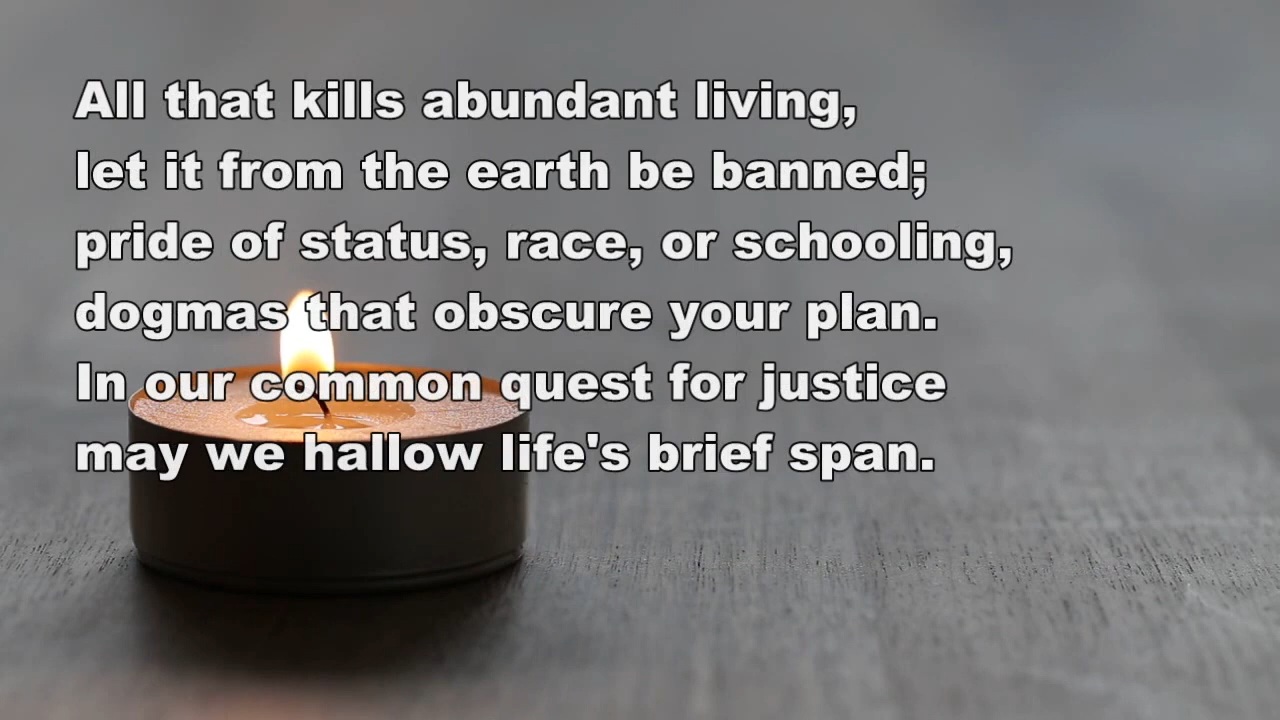 All that kills abundant living,
let it from the earth be banned;
pride of status, race, or schooling,
dogmas that obscure your plan.
In our common quest for justice
may we hallow life's brief span.